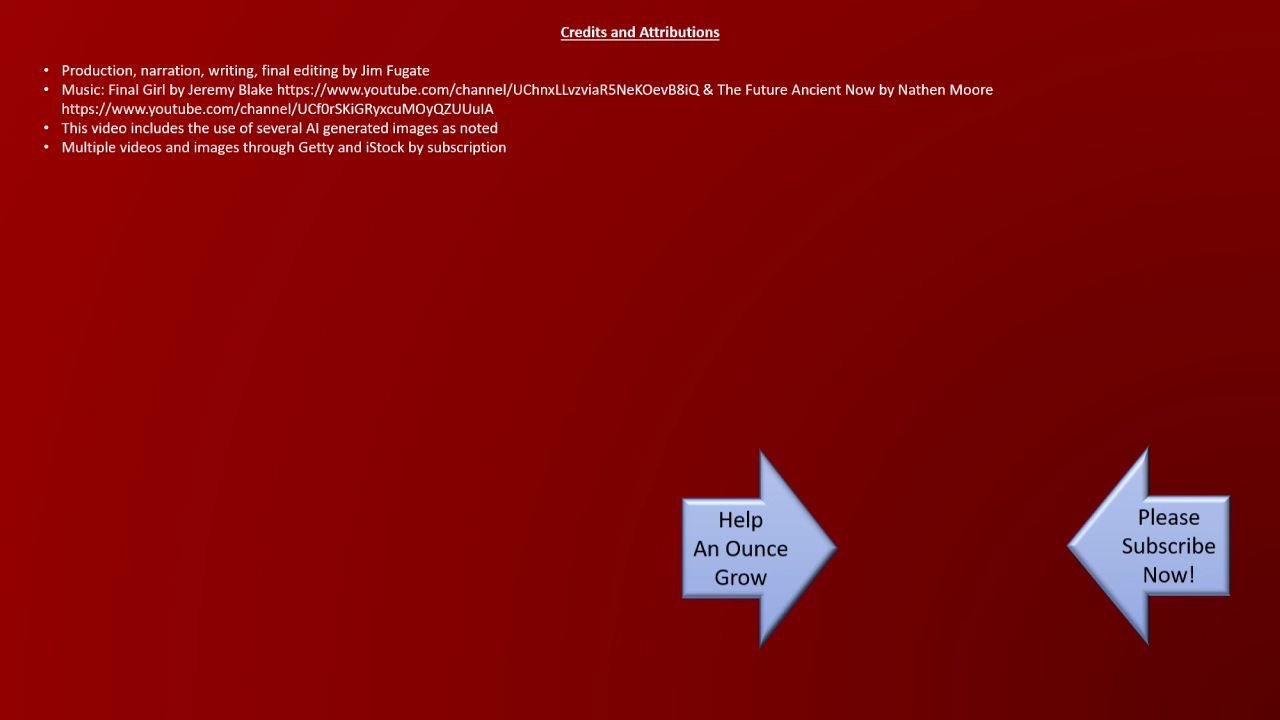 Credits and Attributions
• Production, narration, writing, final editing by Jim Fugate
• Music: Final Girl by Jeremy Blake https://www.youtube.com/channel/UChnxLLvzviaR5NeKOevB8iQ & The Future Ancient Now by Nathen Moore
https://www.youtube.com/channel/UCf0rSKiGRyxcuMOyQZUUuIA
• This video includes the use of several AI generated images as noted
• Multiple videos and images through Getty and iStock by subscription
Help
An Ounce
Grow
Please
Subscribe
Now!